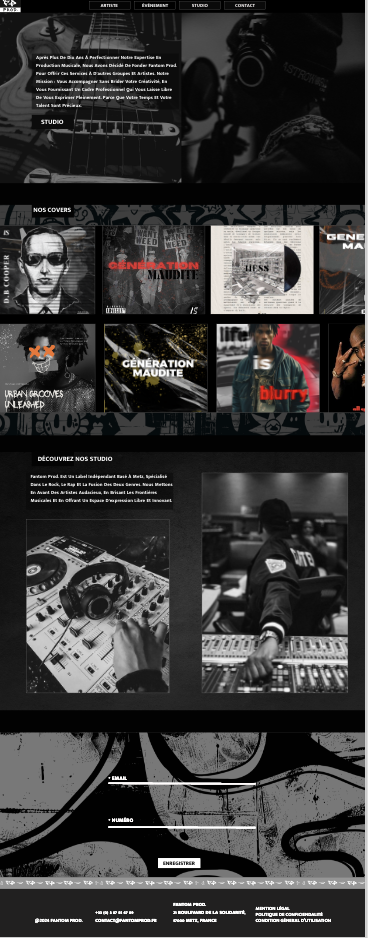 PROD
ARTISTE
ÉVÈNEMENT
STUDIO
CONTACT
Après Plus De Dix Ans À Perfectionner Notre Expertise En
Production Musicale, Nous Avons Décidé De Fonder Fantom Prod.
Pour Offrir Ces Services À D'autres Groupes Et Artistes. Notre
Mission : Vous Accompagner Sans Brider Votre Créativité, En
Vous Fournissant Un Cadre Professionnel Qui Vous Laisse Libre
De Vous Exprimer Pleinement. Parce Que Votre Temps Et Votre
Talent Sont Précieux.
STUDIO
NOS COVERS
D.B COOPER
GÉNÉRATION
MAUDITE
HESS
GENE
MA
URBAN GROOVES
UNLEASHED
GÉNÉRATION
MAUDITE
IS
blurry
DÉCOUVREZ NOS STUDIO
Fantom Prod. Est Un Label Indépendant Basé À Metz, Spécialisé
Dans Le Rock, Le Rap Et La Fusion Des Deux Genres. Nous Mettons
En Avant Des Artistes Audacieux, En Brisant Les Frontières
Musicales Et En Offrant Un Espace D'expression Libre Et Innovant.
* EMAIL
* NUMÉRO
ENREGISTRER
@2024 FANTOM PROD.
CONTACT@FANTOMPROD.FR
FANTOM PROD.
21 BOULEVARD DE LA SOLIDARITÉ,
57000 METZ, FRANCE
MENTION LÉGAL
POLITIQUE DE CONFIDENTIALITÉ
CONDITION GÉNÉRAL D'UTILISATION